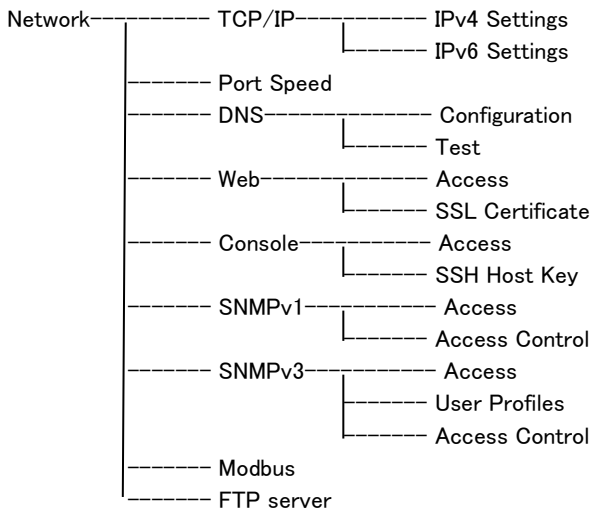 Network TCP/IP IPv4 Settings
IPv6 Settings
Port Speed
DNS Configuration
Test
Web Access
SSL Certificate
Console Access
SSH Host Key
SNMPv1 Access
Access Control
SNMPv3 Access
User Profiles
Access Control
Modbus
FTP server